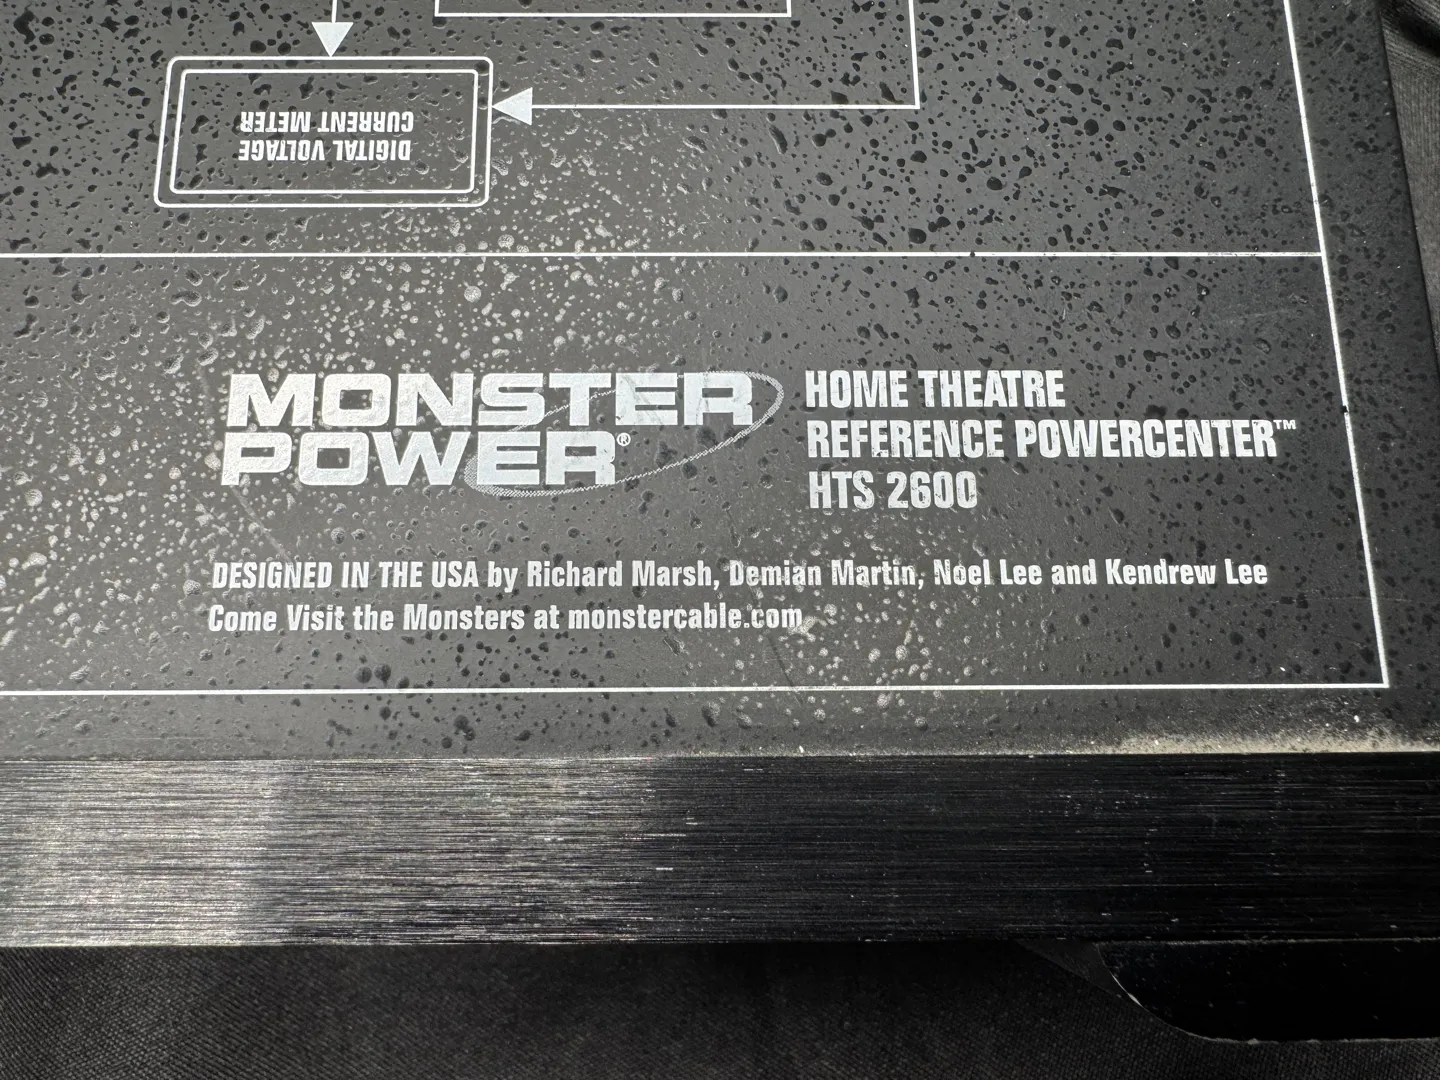 DIGITAL VOLTAGE
CURRENT METER
MONSTER
POWER®
HOME THEATRE
REFERENCE POWERCENTER™
HTS 2600
DESIGNED IN THE USA by Richard Marsh, Demian Martin, Noel Lee and Kendrew Lee
Come Visit the Monsters at monstercable.com